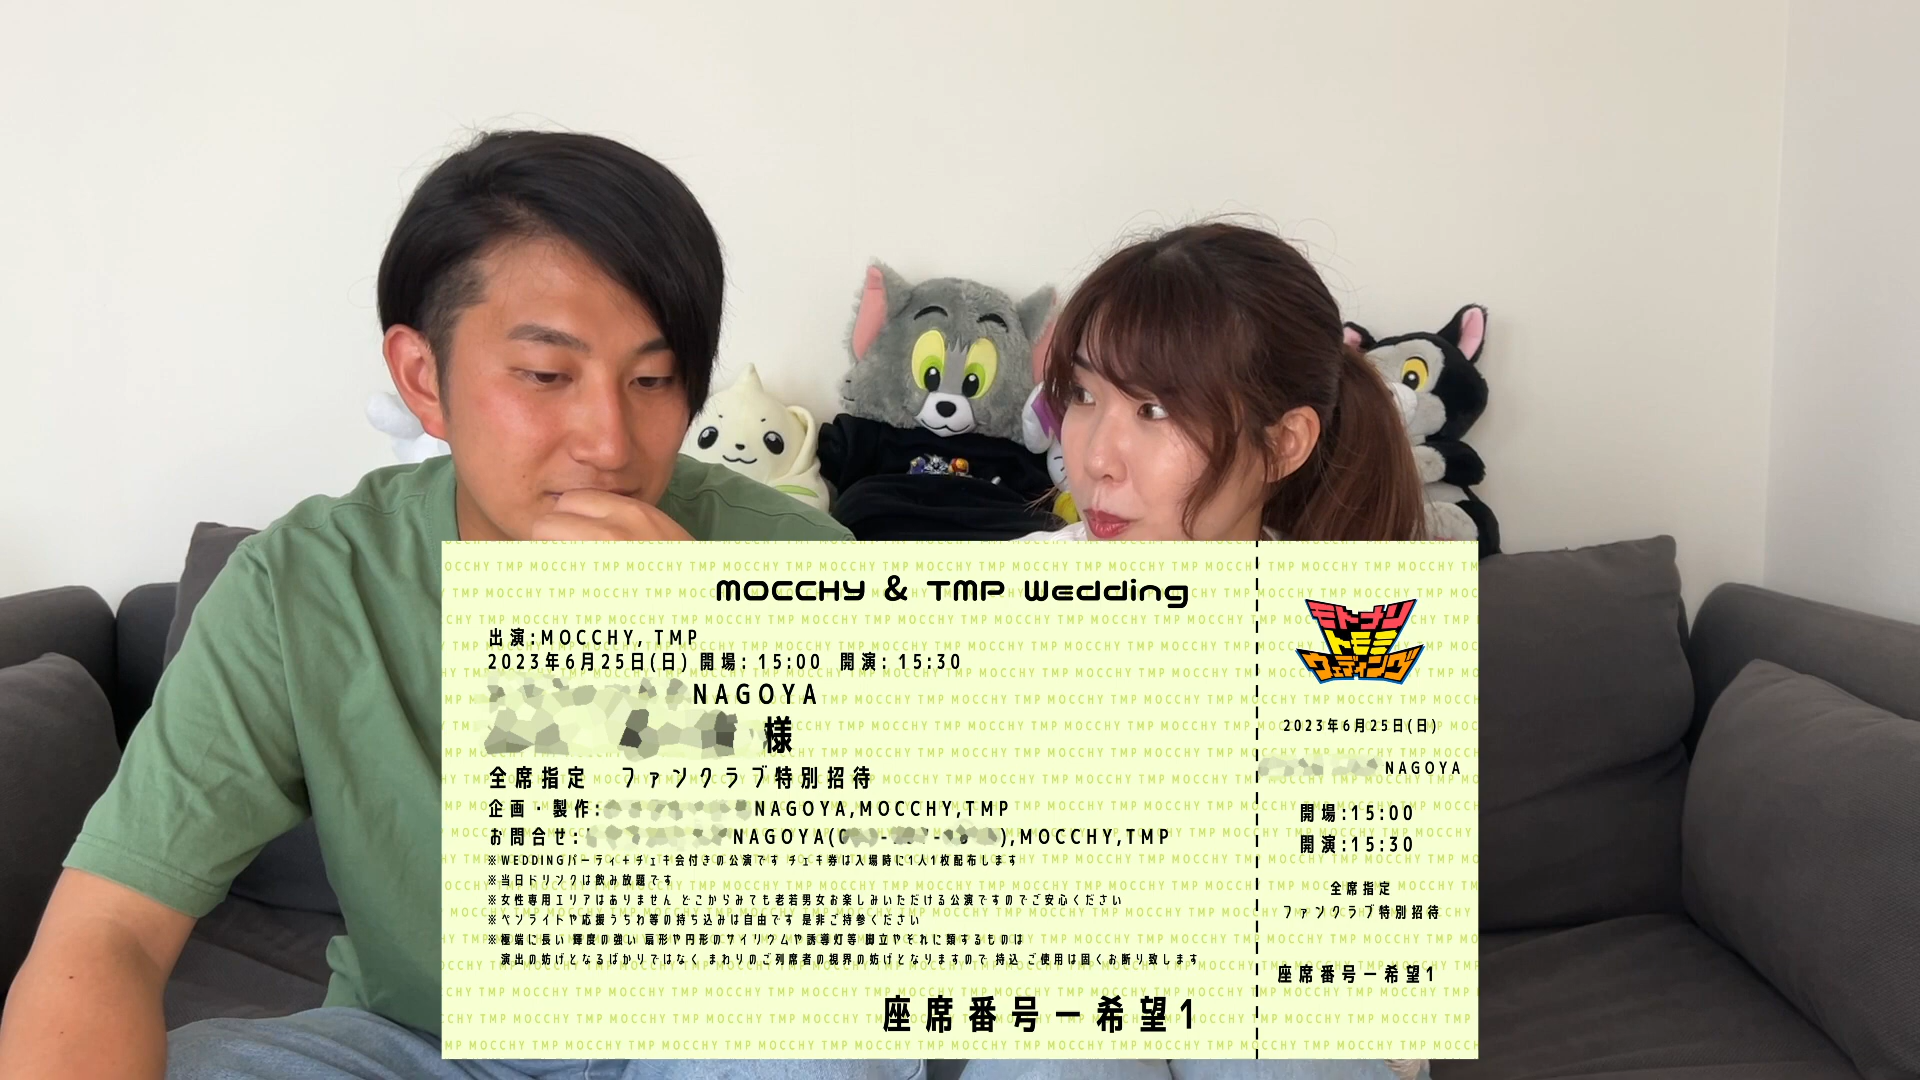 MOCCHY & TMP Wedding
出演:MOCCHY, TMP
2023年6月25日(日) 開場: 15:00 開演: 15:30
NAGOYA
様
全席指定 ファンクラブ特別招待
企画・製作: NAGOYA,MOCCHY,TMP
お問合せ: NAGOYA( - - ),MOCCHY,TMP
※WEDDINGパーティ+チェキ会付きの公演です チェキ券は入場時に1人1枚配布します
※当日ドリンクは飲み放題です
※女性専用エリアはありません どこからみても老若男女お楽しみいただける公演ですのでご安心ください
※ペンライトや応援うちわ等の持ち込みは自由です 是非ご持参ください
※極端に長い 輝度の強い 扇形や円形のサイリウムや誘導灯等 脚立やそれに類するものは
演出の妨げとなるばかりではなく まわりのご列席者の視界の妨げとなりますので 持込 ご使用は固くお断り致します
座席番号ー希望1
モトナリ
トモミ
ウェディング
2023年6月25日(日)
NAGOYA
開場:15:00
開演:15:30
全席指定
ファンクラブ特別招待
座席番号ー希望1